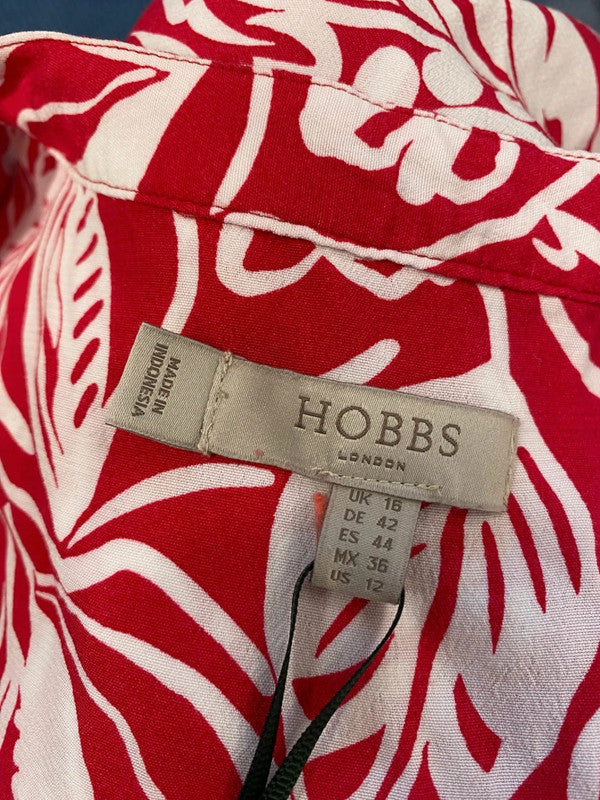 MADE IN
INDONESIA
HOBBS
LONDON
UK 16
DE 42
ES 44
MX 36
US 12